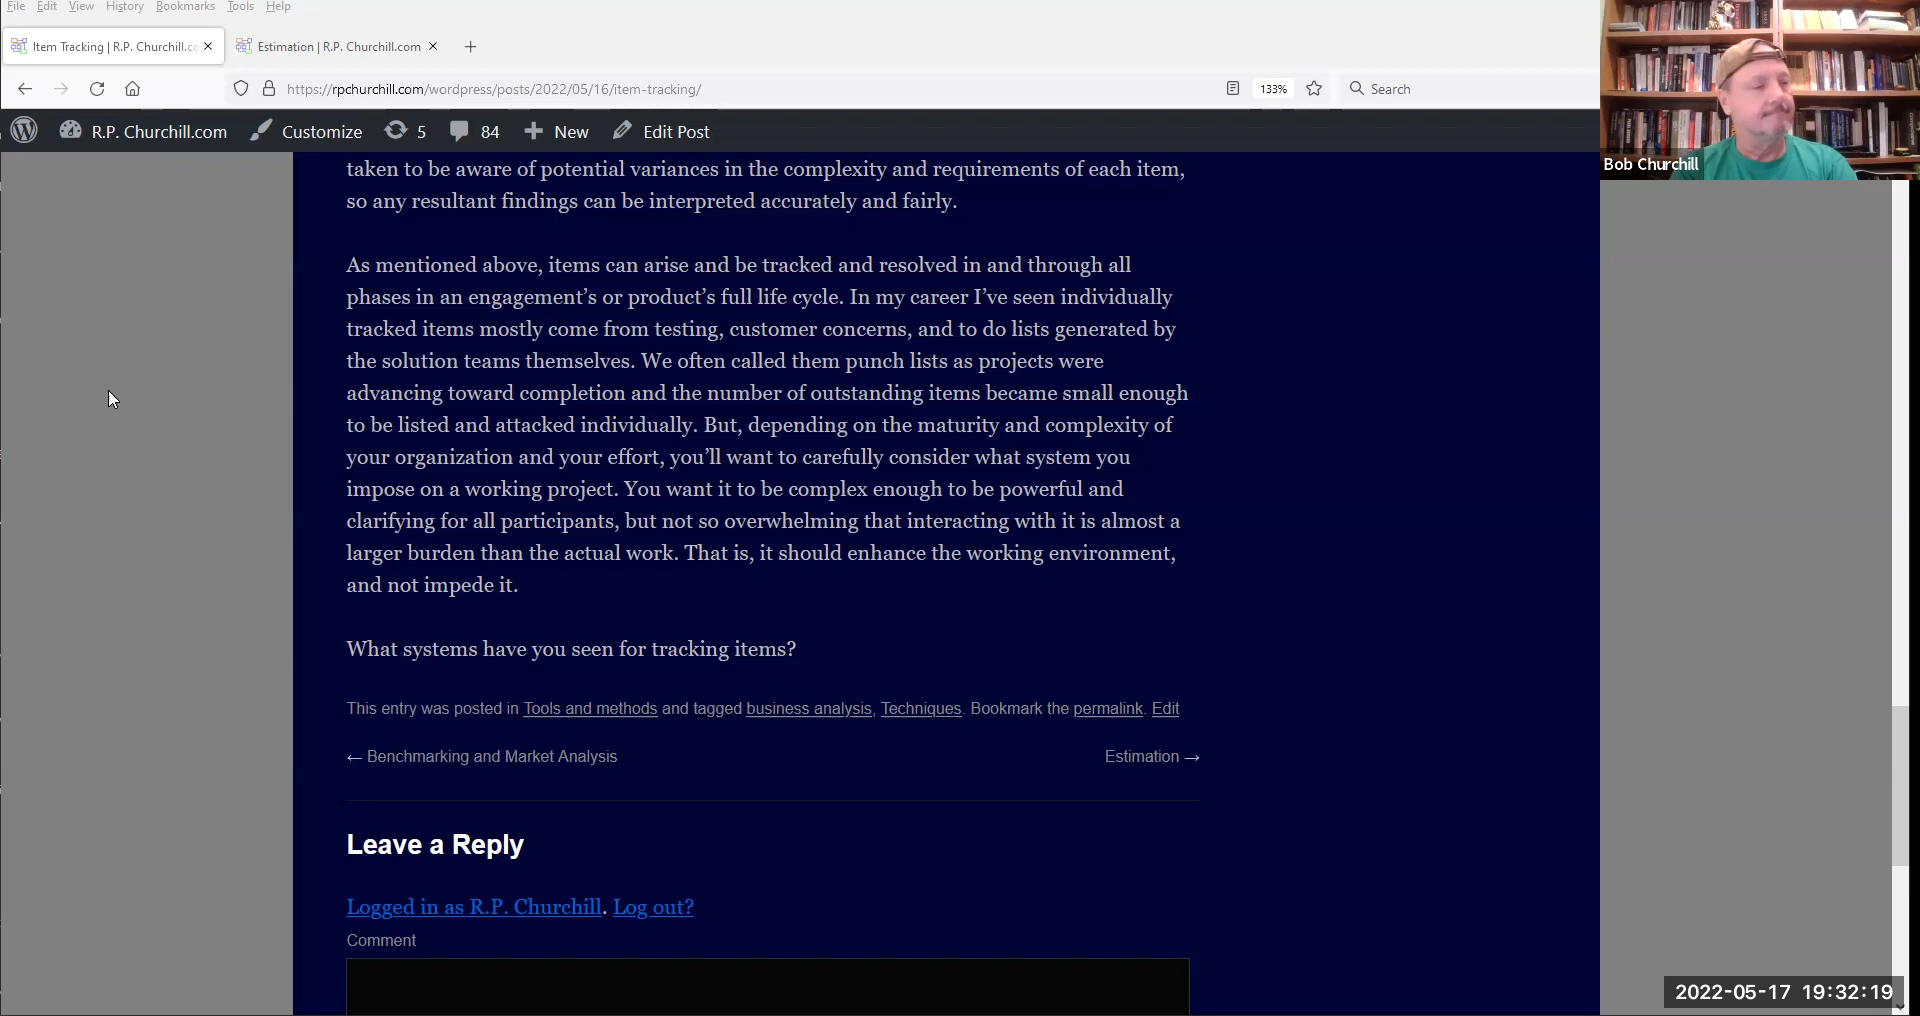 File Edit View History Bookmarks Tools Help
Item Tracking | R.P. Churchill.co
Estimation | R.P. Churchill.com
https://rpchurchill.com/wordpress/posts/2022/05/16/item-tracking/
133%
Search
R.P. Churchill.com Customize 5 84 New Edit Post
Bob Churchill
taken to be aware of potential variances in the complexity and requirements of each item,
so any resultant findings can be interpreted accurately and fairly.
As mentioned above, items can arise and be tracked and resolved in and through all
phases in an engagement’s or product’s full life cycle. In my career I’ve seen individually
tracked items mostly come from testing, customer concerns, and to do lists generated by
the solution teams themselves. We often called them punch lists as projects were
advancing toward completion and the number of outstanding items became small enough
to be listed and attacked individually. But, depending on the maturity and complexity of
your organization and your effort, you’ll want to carefully consider what system you
impose on a working project. You want it to be complex enough to be powerful and
clarifying for all participants, but not so overwhelming that interacting with it is almost a
larger burden than the actual work. That is, it should enhance the working environment,
and not impede it.
What systems have you seen for tracking items?
This entry was posted in Tools and methods and tagged business analysis, Techniques. Bookmark the permalink. Edit
← Benchmarking and Market Analysis
Estimation →
Leave a Reply
Logged in as R.P. Churchill. Log out?
Comment
2022-05-17 19:32:19